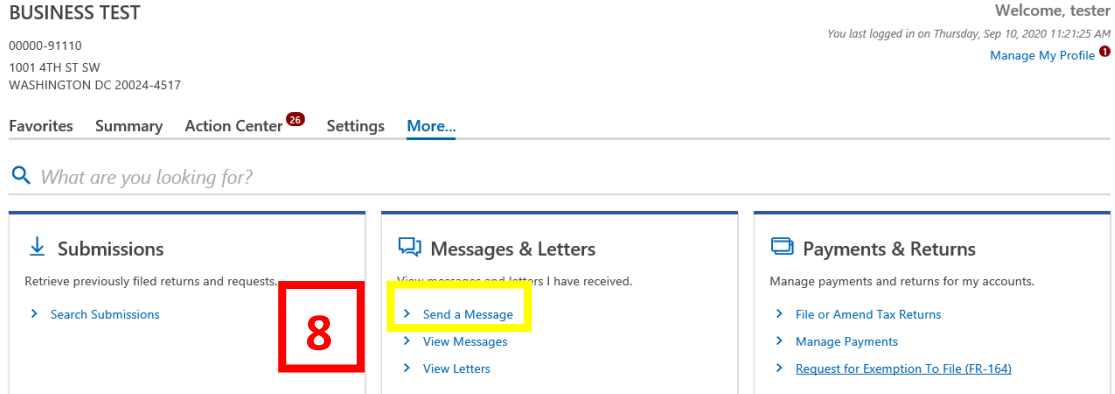 BUSINESS TEST
Welcome, tester
You last logged in on Thursday, Sep 10, 2020 11:21:25 AM
00000-91110
Manage My Profile 1
1001 4TH ST SW
WASHINGTON DC 20024-4517
Favorites Summary Action Center 26 Settings More...
What are you looking for?
Submissions
Retrieve previously filed returns and requests.
Search Submissions
8
Messages & Letters
View messages and letters I have received.
Send a Message
View Messages
View Letters
Payments & Returns
Manage payments and returns for my accounts.
File or Amend Tax Returns
Manage Payments
Request for Exemption To File (FR-164)